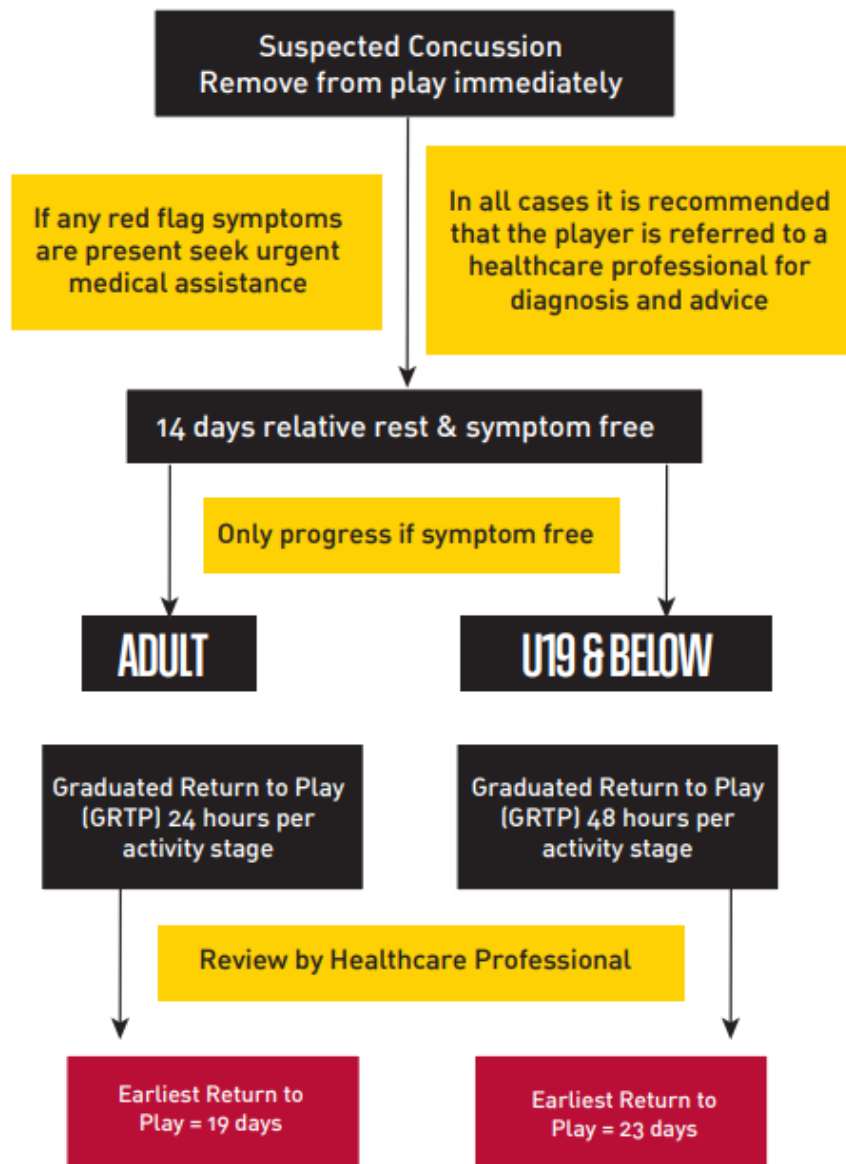 Suspected Concussion
Remove from play immediately
If any red flag symptoms
are present seek urgent
medical assistance
In all cases it is recommended
that the player is referred to a
healthcare professional for
diagnosis and advice
14 days relative rest & symptom free
Only progress if symptom free
ADULT
U19 & BELOW
Graduated Return to Play
(GRTP) 24 hours per
activity stage
Graduated Return to Play
(GRTP) 48 hours per
activity stage
Review by Healthcare Professional
Earliest Return to
Play = 19 days
Earliest Return to
Play = 23 days